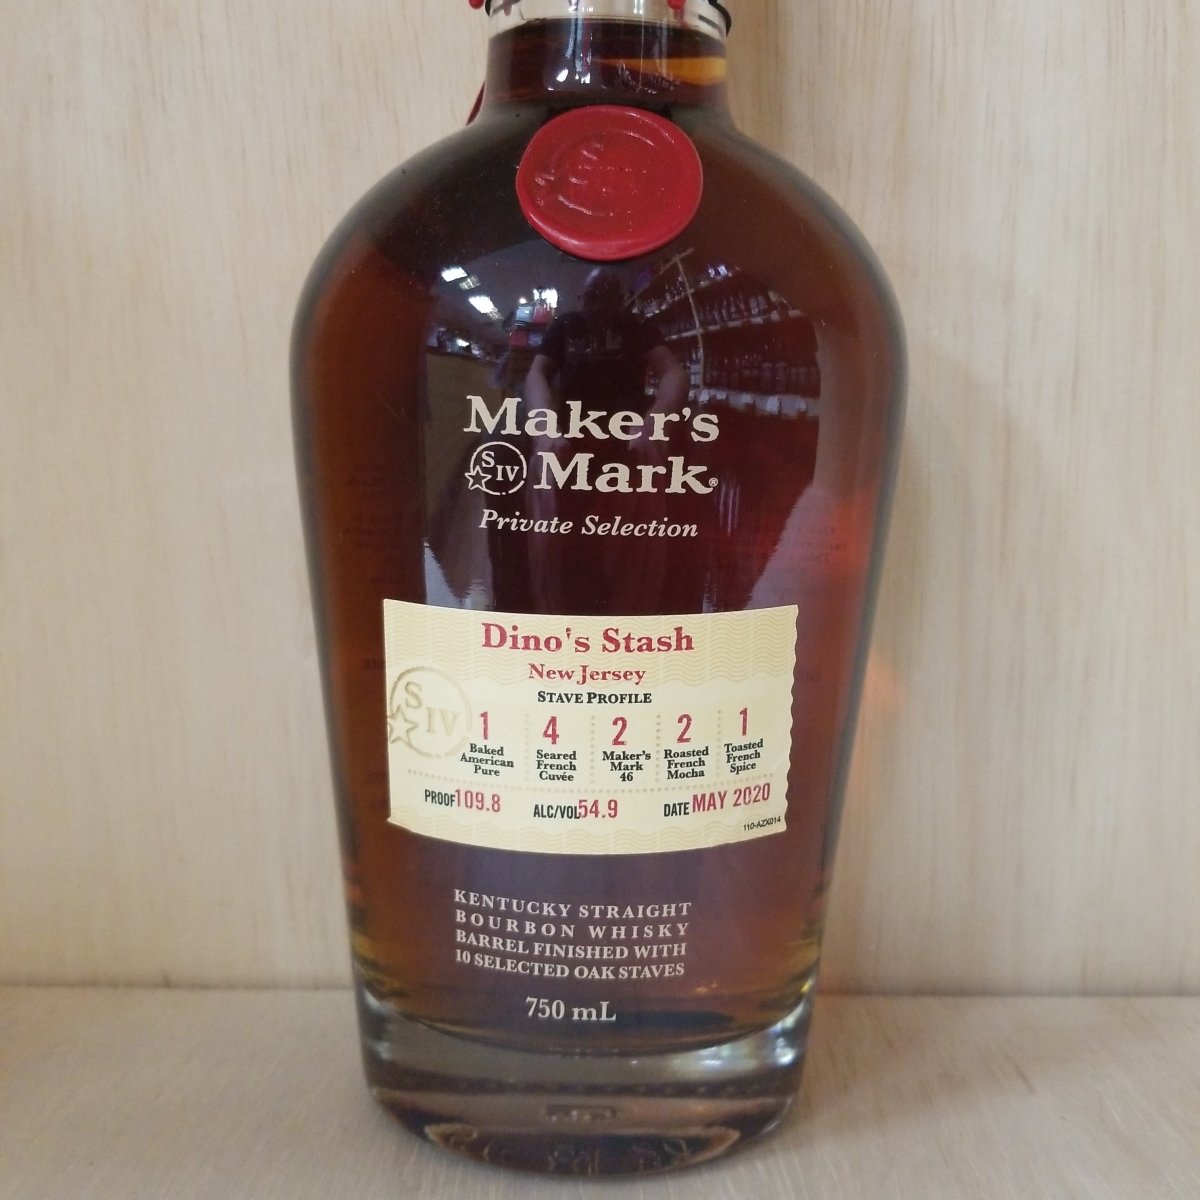 Maker's
SIV Mark®
Private Selection
Dino's Stash
New Jersey
STAVE PROFILE
S IV
1 4 2 2 1
Baked American Pure
Seared French Cuvée
Maker's Mark 46
Roasted French Mocha
Toasted French Spice
PROOF 109.8 ALC/VOL 54.9 DATE MAY 2020
110-AZX014
KENTUCKY STRAIGHT
BOURBON WHISKY
BARREL FINISHED WITH
10 SELECTED OAK STAVES
750 mL